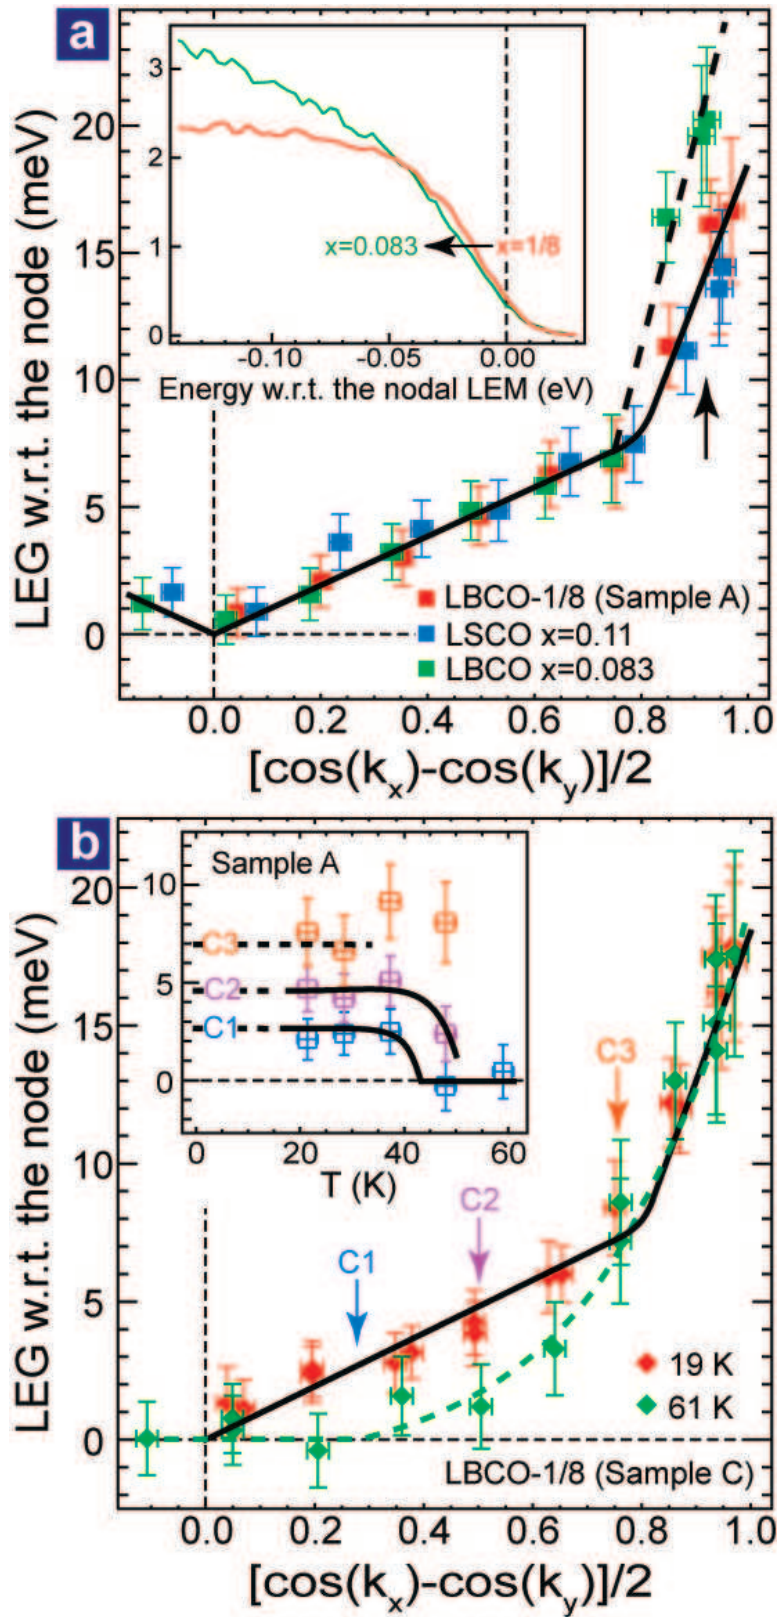 a
LEG w.r.t. the node (meV)
20
15
10
5
0
3
2
1
0
x=0.083
x=1/8
-0.10
-0.05
0.00
Energy w.r.t. the nodal LEM (eV)
LBCO-1/8 (Sample A)
LSCO x=0.11
LBCO x=0.083
0.0 0.2 0.4 0.6 0.8 1.0
[cos(kx)-cos(ky)]/2
b
LEG w.r.t. the node (meV)
20
15
10
5
0
Sample A
10
5
0
C3
C2
C1
0 20 40 60
T (K)
C3
C2
C1
19 K
61 K
LBCO-1/8 (Sample C)
0.0 0.2 0.4 0.6 0.8 1.0
[cos(kx)-cos(ky)]/2